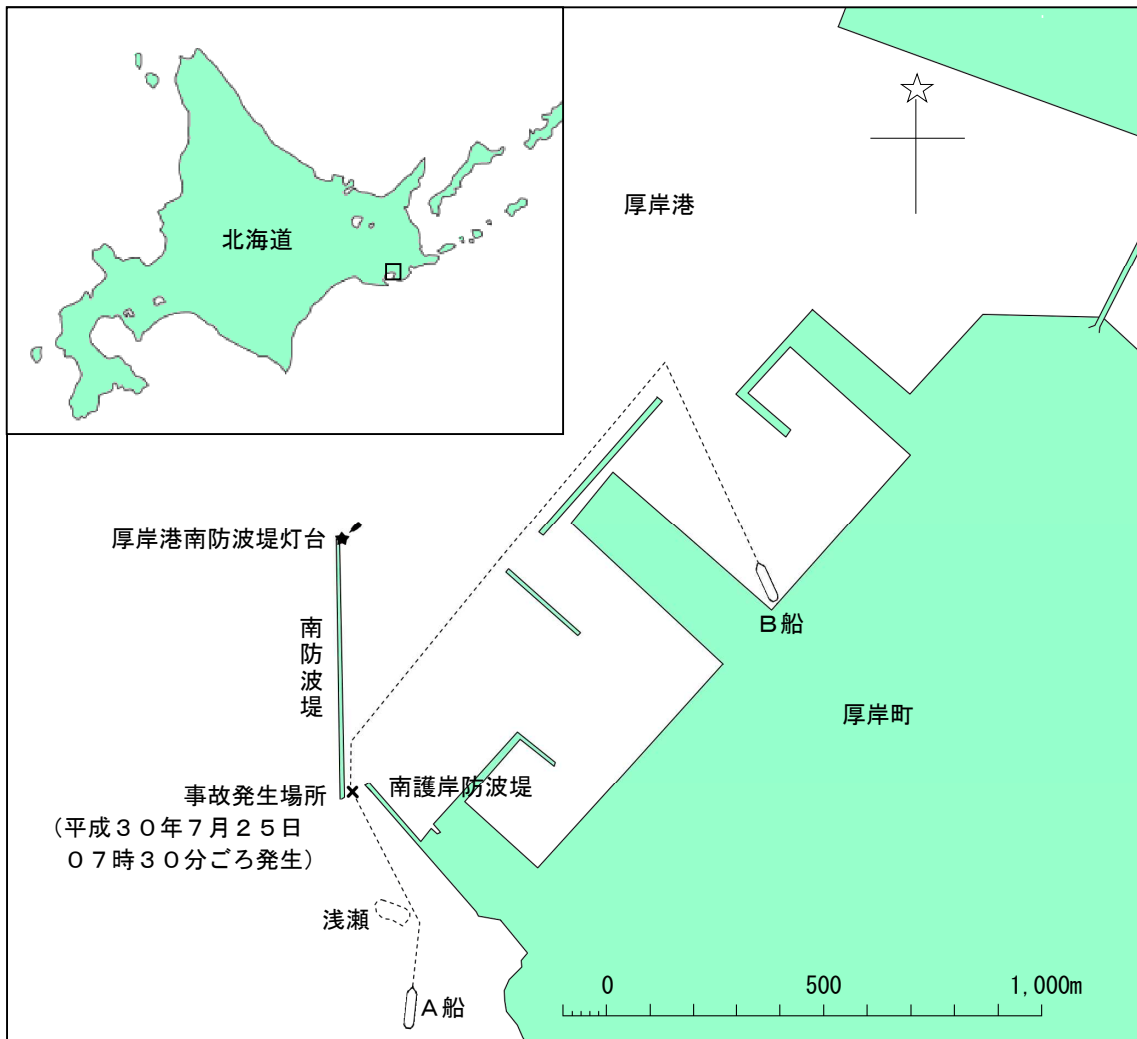 北海道
厚岸港
厚岸港南防波堤灯台
南防波堤
B船
厚岸町
南護岸防波堤
事故発生場所
（平成３０年７月２５日
０７時３０分ごろ発生）
浅瀬
A船
0 500 1,000m